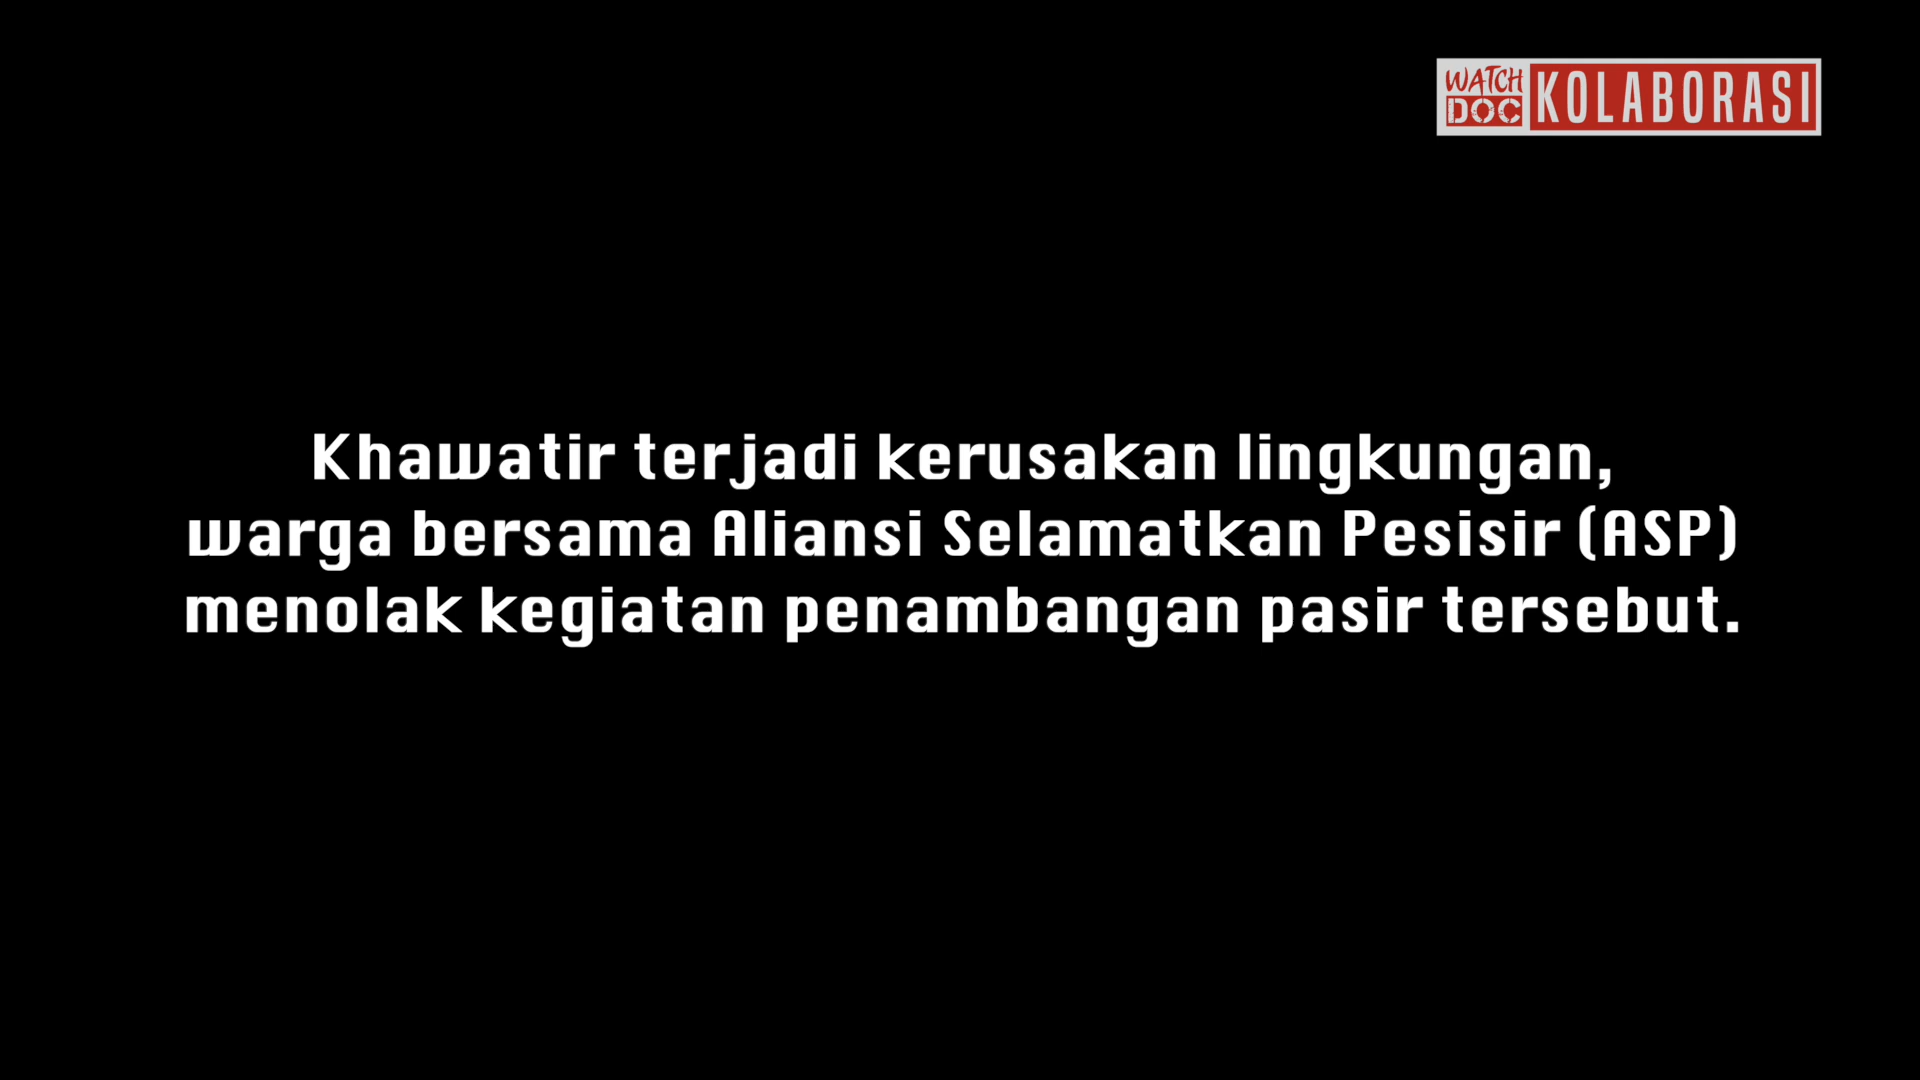 WATCH DOC KOLABORASI
Khawatir terjadi kerusakan lingkungan,
warga bersama Aliansi Selamatkan Pesisir (ASP)
menolak kegiatan penambangan pasir tersebut.